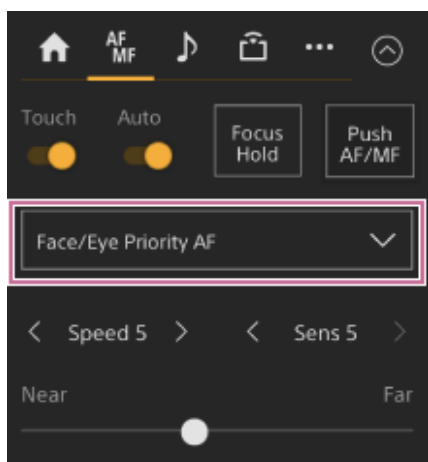 AF
MF
Touch Auto
Focus
Hold
Push
AF/MF
Face/Eye Priority AF
Speed 5 Sens 5
Near Far